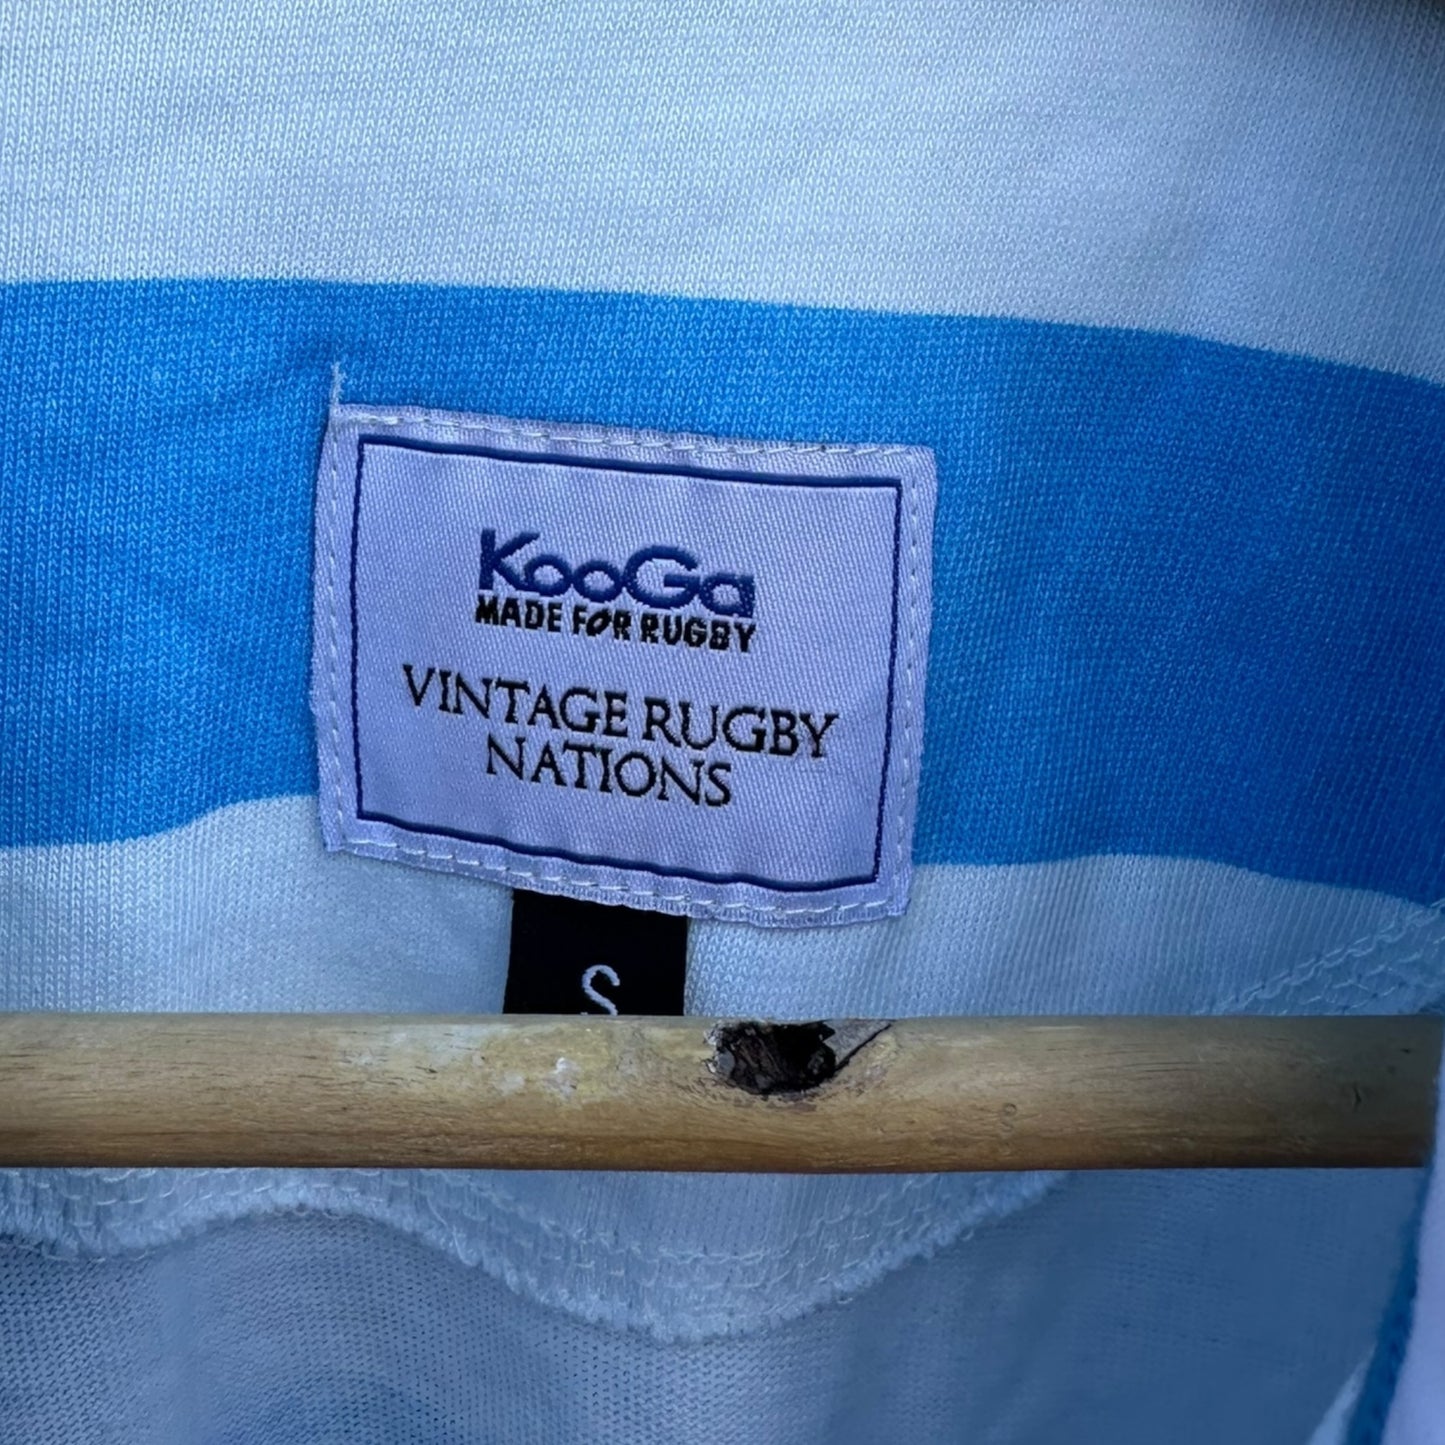 KooGa
MADE FOR RUGBY
VINTAGE RUGBY
NATIONS
S